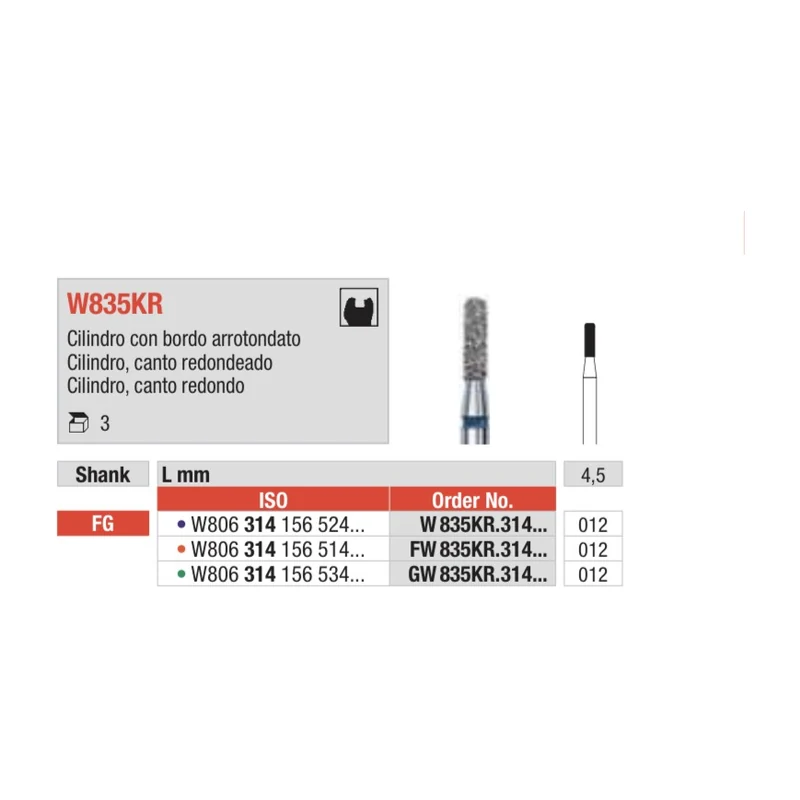 W835KR
Cilindro con bordo arrotondato
Cilindro, canto redondeado
Cilindro, canto redondo
3
Shank L mm 4,5
ISO Order No.
FG W806 314 156 524... W 835KR.314... 012
W806 314 156 514... FW 835KR.314... 012
W806 314 156 534... GW 835KR.314... 012